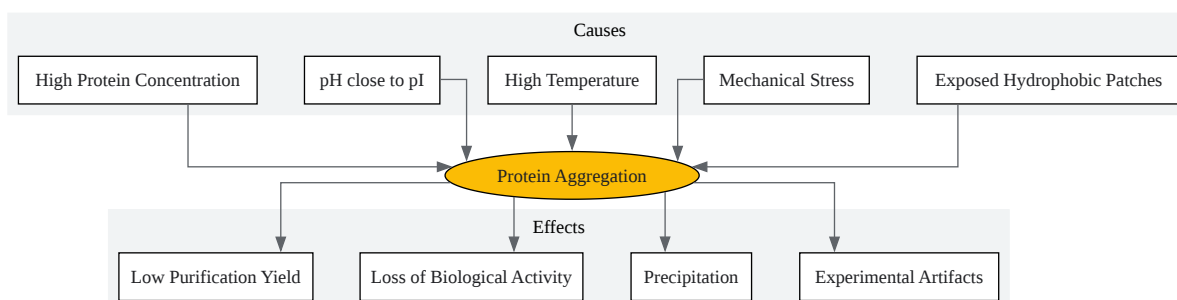 Causes
High Protein Concentration
pH close to pI
High Temperature
Mechanical Stress
Exposed Hydrophobic Patches
Protein Aggregation
Effects
Low Purification Yield
Loss of Biological Activity
Precipitation
Experimental Artifacts